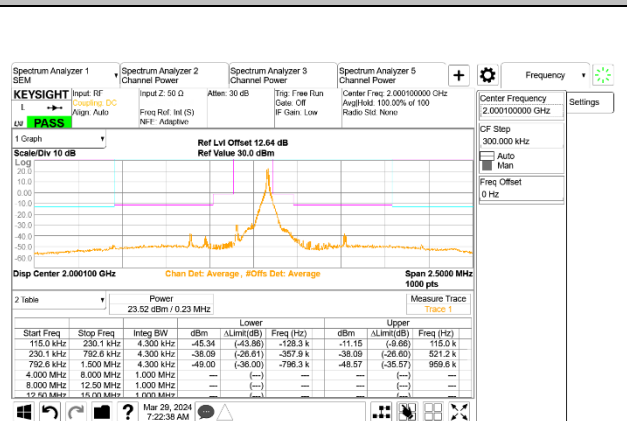 Spectrum Analyzer 1 Spectrum Analyzer 2 Spectrum Analyzer 3 Spectrum Analyzer 5 + Frequency
SEM Channel Power Channel Power Channel Power
KEYSIGHT Input: RF Input Z: 50 Ω Atten: 30 dB Trig: Free Run Center Freq: 2.000100000 GHz
Coupling: DC Gate: Off Avg|Hold: 100.00% of 100
L Align: Auto Freq Ref: Int (S) IF Gain: Low Radio Std: None
PASS NFE: Adaptive
Center Frequency Settings
2.000100000 GHz
CF Step
300.000 kHz
Auto
Man
Freq Offset
0 Hz
1 Graph Ref Lvl Offset 12.64 dB
Scale/Div 10 dB Ref Value 30.0 dBm
Log
20.0
10.0
0.00
-10.0
-20.0
-30.0
-40.0
-50.0
-60.0
Disp Center 2.000100 GHz Chan Det: Average, #Offs Det: Average Span 2.5000 MHz
1000 pts
2 Table Power Measure Trace
23.52 dBm / 0.23 MHz Trace 1
Lower Upper
Start Freq Stop Freq Integ BW dBm ΔLimit(dB) Freq (Hz) dBm ΔLimit(dB) Freq (Hz)
115.0 kHz 230.1 kHz 4.300 kHz -45.34 (-43.86) -128.3 k -11.15 (-9.66) 115.0 k
230.1 kHz 792.6 kHz 4.300 kHz -38.09 (-26.61) -357.9 k -38.09 (-26.60) 521.2 k
792.6 kHz 1.500 MHz 4.300 kHz -49.00 (-36.00) -796.3 k -48.57 (-35.57) 959.6 k
4.000 MHz 8.000 MHz 1.000 MHz --- (---) --- --- (---) ---
8.000 MHz 12.50 MHz 1.000 MHz --- (---) --- --- (---) ---
12.50 MHz 15.00 MHz 1.000 MHz --- (---) --- --- (---) ---
? Mar 29, 2024
7:22:38 AM